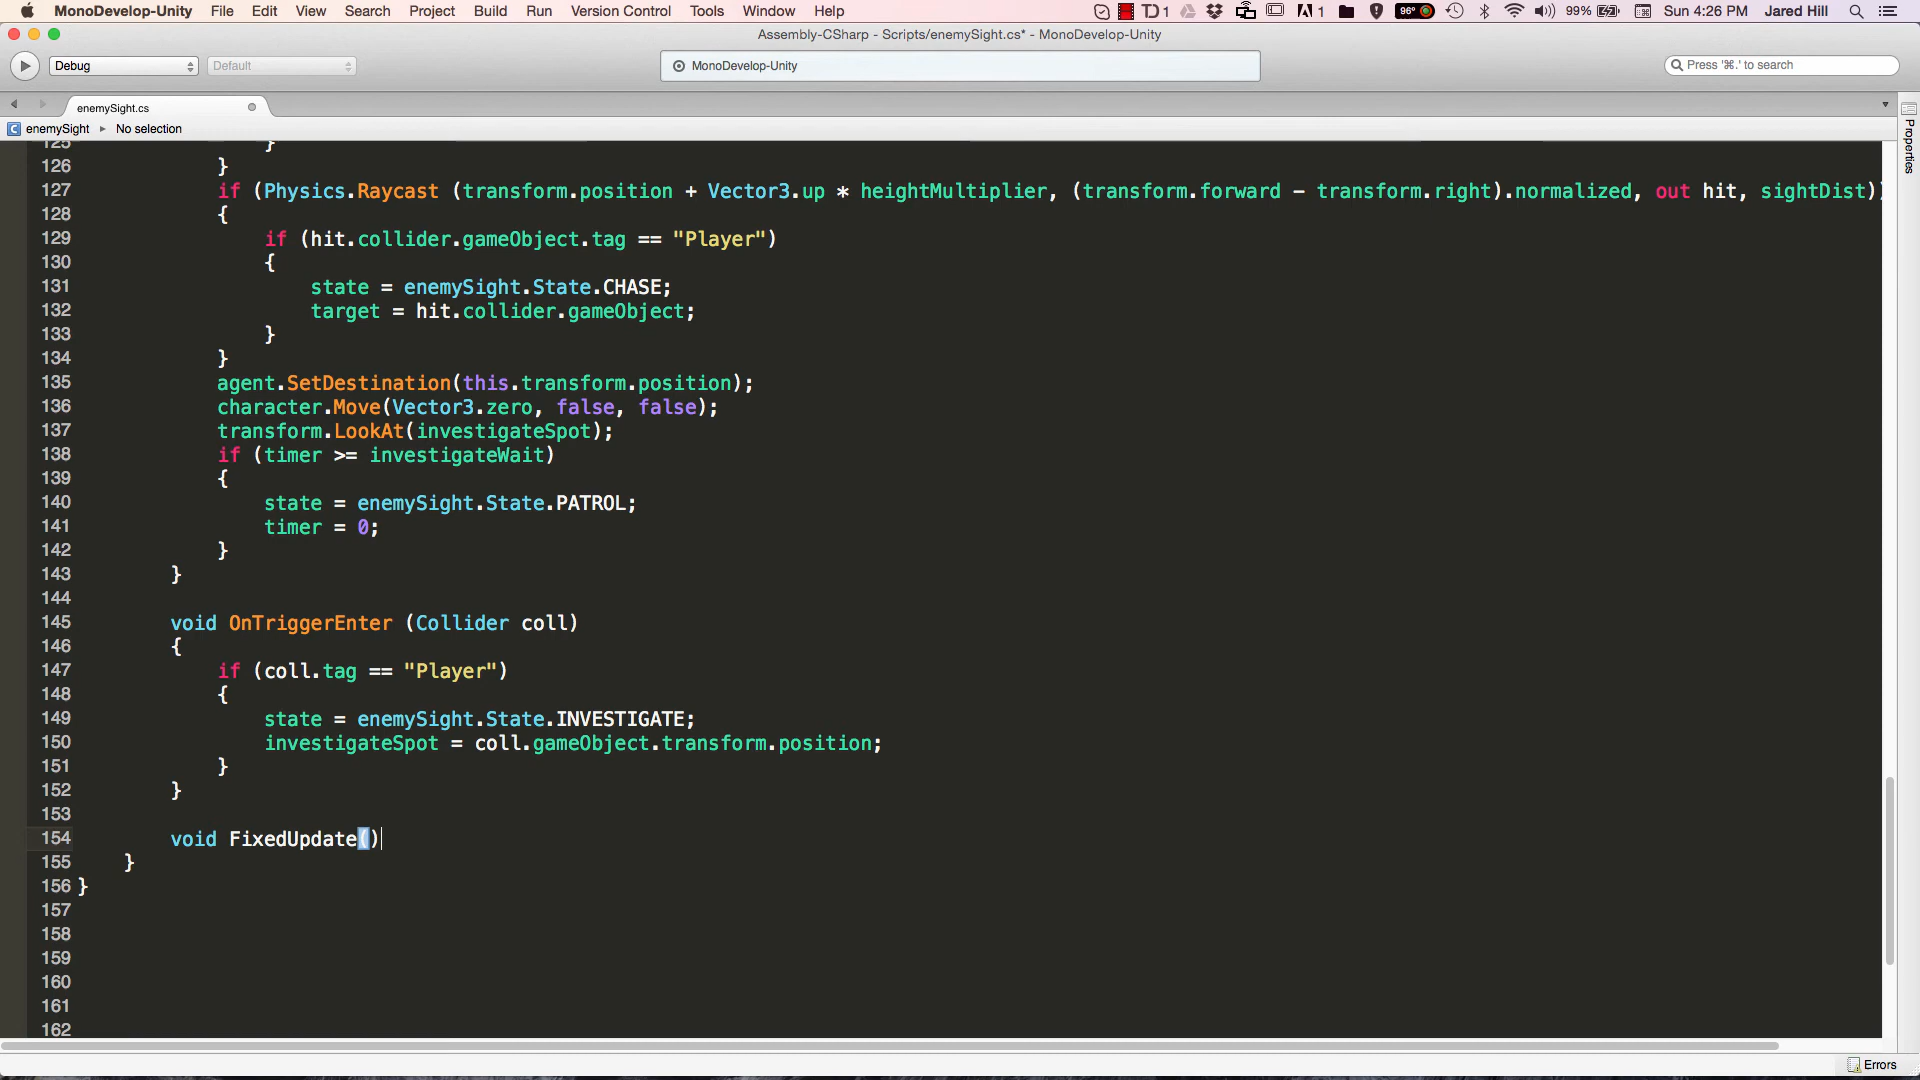 MonoDevelop-Unity File Edit View Search Project Build Run Version Control Tools Window Help 1 1 96° 99% Sun 4:26 PM Jared Hill
Assembly-CSharp - Scripts/enemySight.cs* - MonoDevelop-Unity
Debug Default MonoDevelop-Unity Press '⌘.' to search
enemySight.cs
enemySight ▸ No selection
Properties
125 }
126 }
127 if (Physics.Raycast (transform.position + Vector3.up * heightMultiplier, (transform.forward - transform.right).normalized, out hit, sightDist))
128 {
129 if (hit.collider.gameObject.tag == "Player")
130 {
131 state = enemySight.State.CHASE;
132 target = hit.collider.gameObject;
133 }
134 }
135 agent.SetDestination(this.transform.position);
136 character.Move(Vector3.zero, false, false);
137 transform.LookAt(investigateSpot);
138 if (timer >= investigateWait)
139 {
140 state = enemySight.State.PATROL;
141 timer = 0;
142 }
143 }
144
145 void OnTriggerEnter (Collider coll)
146 {
147 if (coll.tag == "Player")
148 {
149 state = enemySight.State.INVESTIGATE;
150 investigateSpot = coll.gameObject.transform.position;
151 }
152 }
153
154 void FixedUpdate()
155 }
156 }
157
158
159
160
161
162
Errors